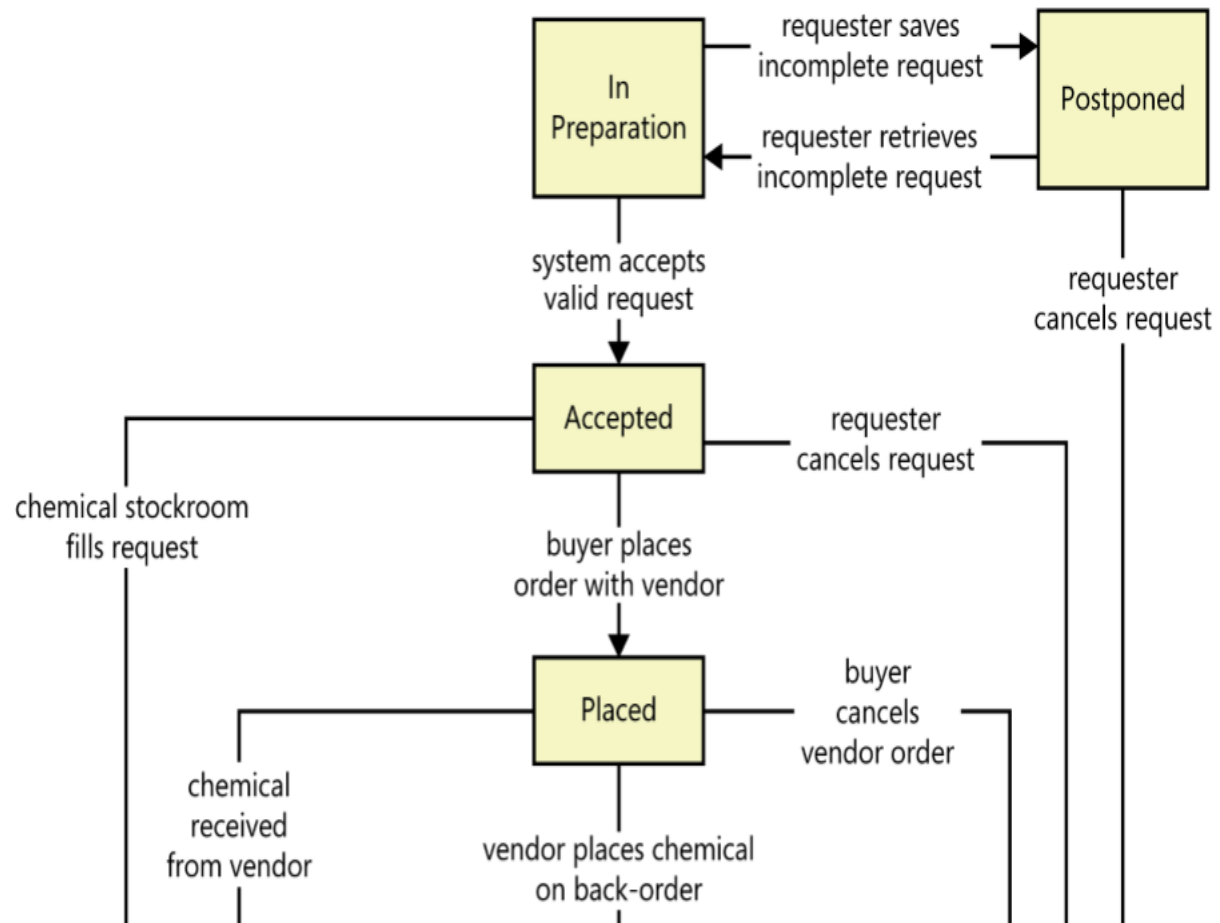 requester saves
incomplete request
In
Preparation
Postponed
requester retrieves
incomplete request
system accepts
valid request
requester
cancels request
Accepted
requester
cancels request
chemical stockroom
fills request
buyer places
order with vendor
Placed
buyer
cancels
vendor order
chemical
received
from vendor
vendor places chemical
on back-order